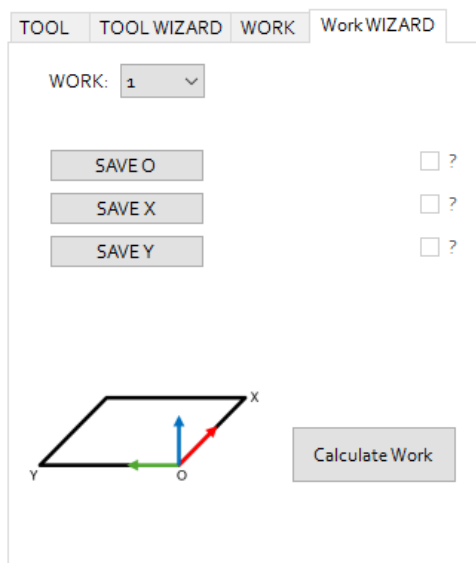 TOOL TOOL WIZARD WORK Work WIZARD
WORK: 1
SAVE O ?
SAVE X ?
SAVE Y ?
X
Y O
Calculate Work